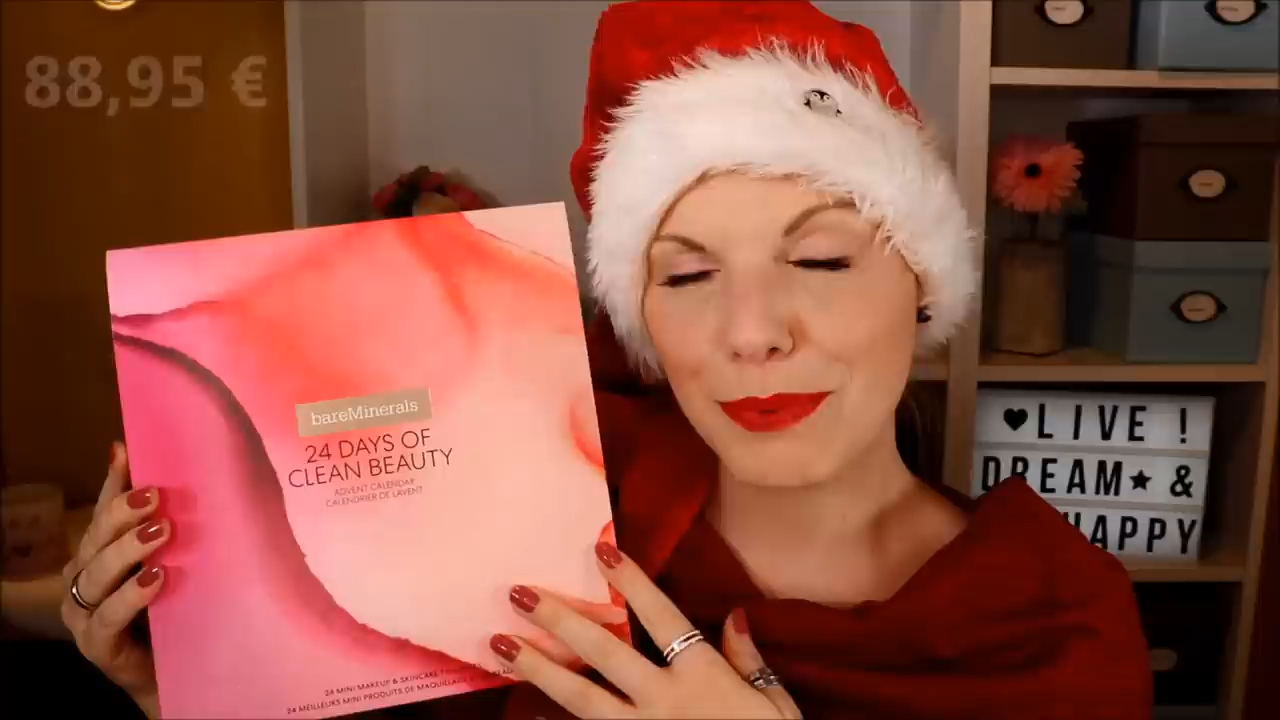 88,95 €
bareMinerals
24 DAYS OF
CLEAN BEAUTY
ADVENT CALENDAR
CALENDRIER DE L'AVENT
24 MINI MAKEUP & SKINCARE
24 MEILLEURS MINI PRODUITS DE MAQUILLAGE
♥LIVE !
DREAM★ &
HAPPY